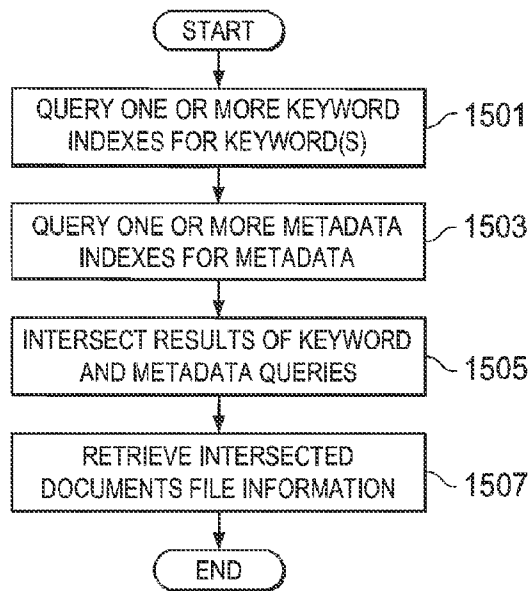 START
QUERY ONE OR MORE KEYWORD
INDEXES FOR KEYWORD(S)
1501
QUERY ONE OR MORE METADATA
INDEXES FOR METADATA
1503
INTERSECT RESULTS OF KEYWORD
AND METADATA QUERIES
1505
RETRIEVE INTERSECTED
DOCUMENTS FILE INFORMATION
1507
END